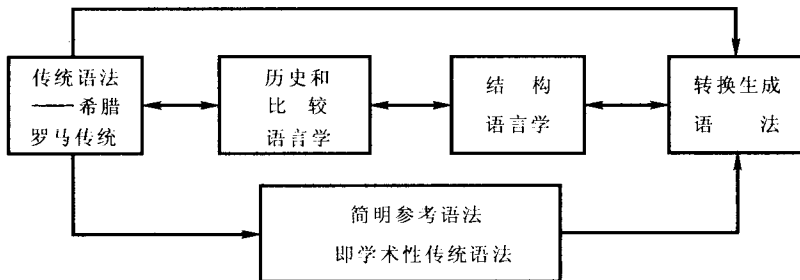 传统语法
——希腊
罗马传统
历史和
比较
语言学
结构
语言学
转换生成
语法
简明参考语法
即学术性传统语法